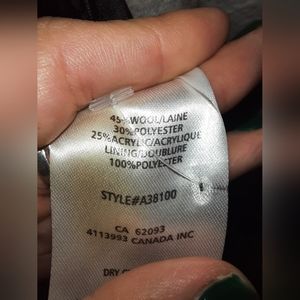 45%WOOL/LAINE
30%POLYESTER
25%ACRYLIC/ACRYLIQUE
LINING/DOUBLURE
100%POLYESTER
STYLE#A38100
CA 62093
4113993 CANADA INC
DRY